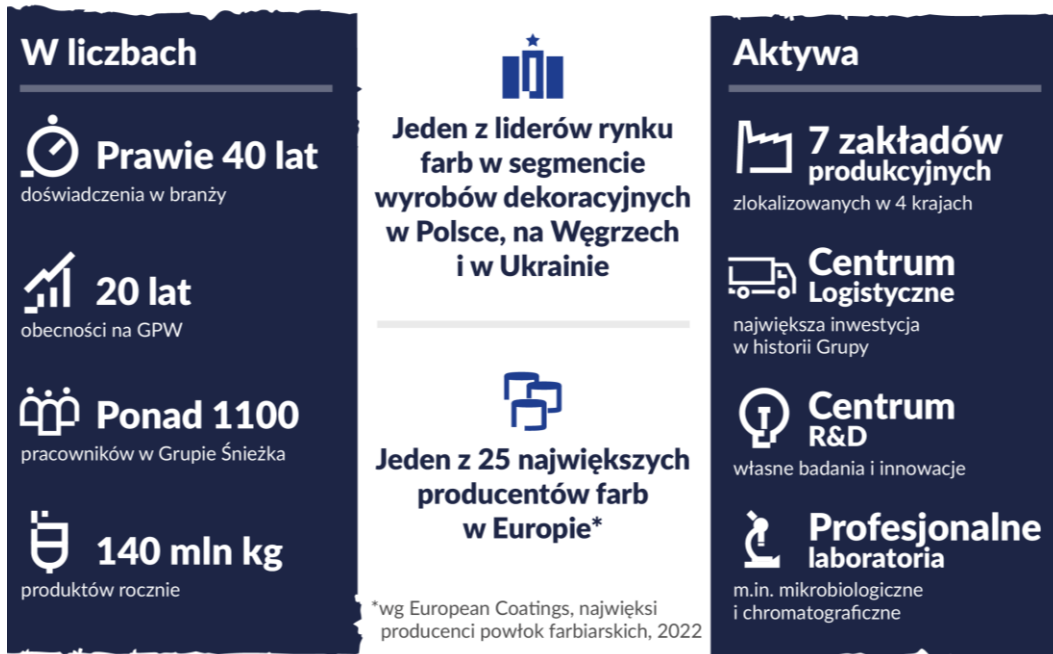 W liczbach
Prawie 40 lat
doświadczenia w branży
20 lat
obecności na GPW
Ponad 1100
pracowników w Grupie Śnieżka
140 mln kg
produktów rocznie
Jeden z liderów rynku
farb w segmencie
wyrobów dekoracyjnych
w Polsce, na Węgrzech
i w Ukrainie
Jeden z 25 największych
producentów farb
w Europie*
*wg European Coatings, najwięksi
producenci powłok farbiarskich, 2022
Aktywa
7 zakładów
produkcyjnych
zlokalizowanych w 4 krajach
Centrum
Logistyczne
największa inwestycja
w historii Grupy
Centrum
R&D
własne badania i innowacje
Profesjonalne
laboratoria
m.in. mikrobiologiczne
i chromatograficzne